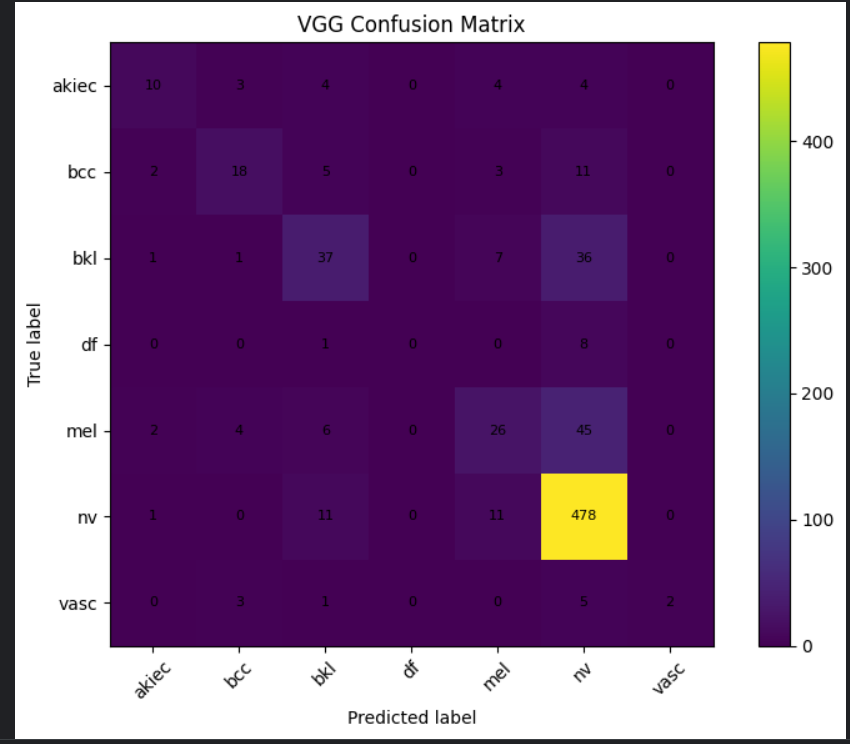 VGG Confusion Matrix
akiec 10 3 4 0 4 4 0
bcc 2 18 5 0 3 11 0
bkl 1 1 37 0 7 36 0
df 0 0 1 0 0 8 0
mel 2 4 6 0 26 45 0
nv 1 0 11 0 11 478 0
vasc 0 3 1 0 0 5 2
akiec bcc bkl df mel nv vasc
Predicted label
True label
400
300
200
100
0